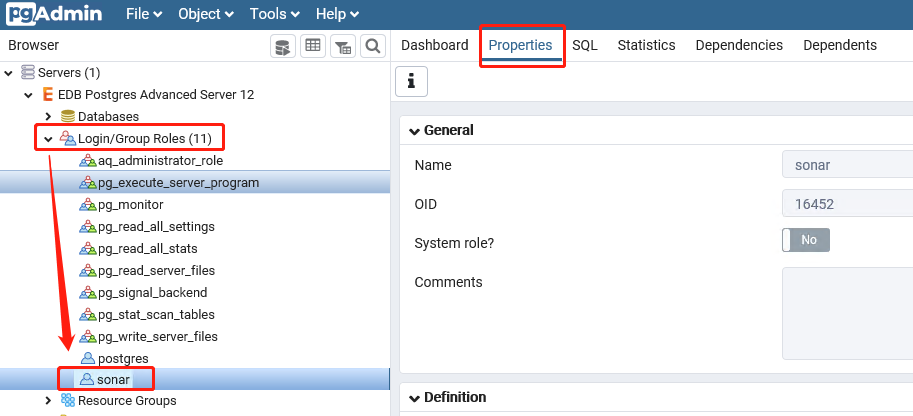 pgAdmin File Object Tools Help
Browser
Dashboard Properties SQL Statistics Dependencies Dependents
Servers (1)
EDB Postgres Advanced Server 12
Databases
Login/Group Roles (11)
aq_administrator_role
pg_execute_server_program
pg_monitor
pg_read_all_settings
pg_read_all_stats
pg_read_server_files
pg_signal_backend
pg_stat_scan_tables
pg_write_server_files
postgres
sonar
Resource Groups
General
Name sonar
OID 16452
System role? No
Comments
Definition